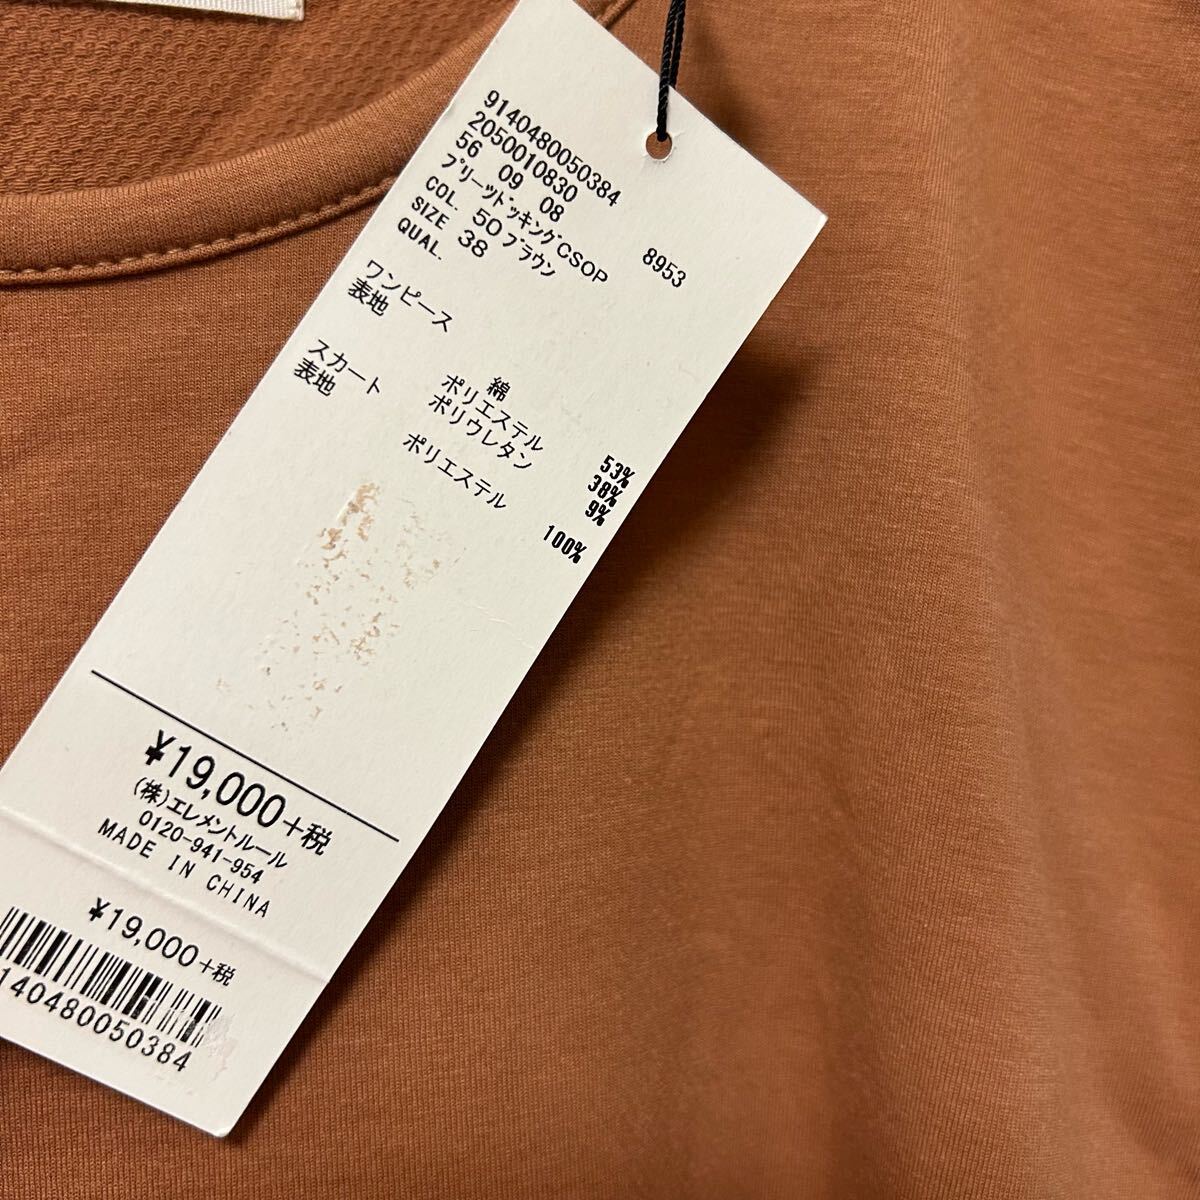 9140480050384
2050010830
56 09 08 8953
プリーツドッキングCSOP
COL. 50 ブラウン
SIZE 38
QUAL.
ワンピース
表地
綿 53%
ポリエステル 38%
ポリウレタン 9%
スカート
表地
ポリエステル 100%
¥19,000+税
(株)エレメントルール
0120-941-954
MADE IN CHINA
¥19,000+税
140480050384